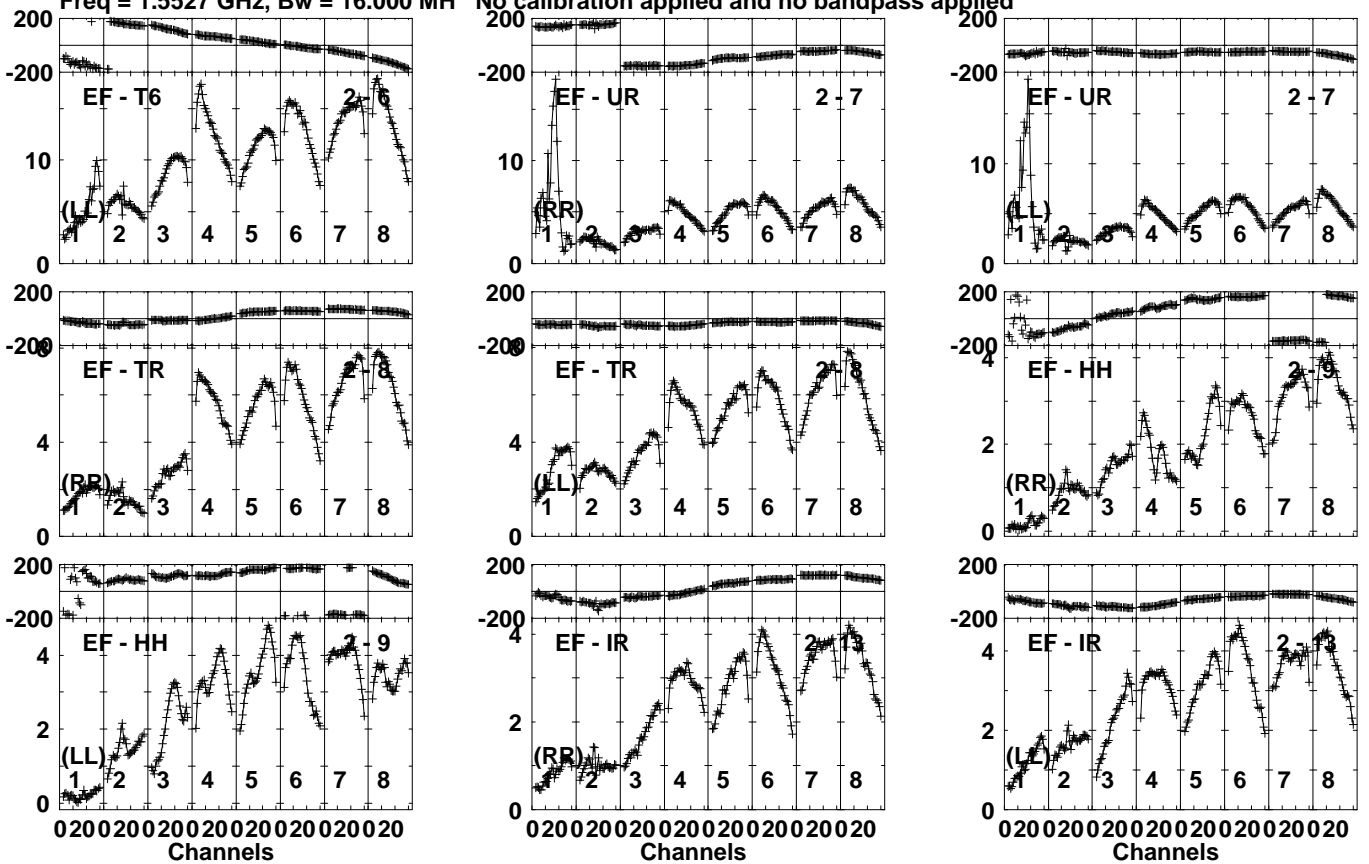 Freq = 1.5527 GHz, Bw = 16.000 MH No calibration applied and no bandpass applied
200 200 200
-200 -200 -200
EF - T6 2 - 6 EF - UR 2 - 7 EF - UR 2 - 7
10 10 10
(LL) (RR) (LL)
1 2 3 4 5 6 7 8 1 2 3 4 5 6 7 8 1 2 3 4 5 6 7 8
0 0 0
200 200 200
-200 -200 -200
8 8 4
EF - TR 2 - 8 EF - TR 2 - 8 EF - HH 2 - 9
4 4 2
(RR) (LL) (RR)
1 2 3 4 5 6 7 8 1 2 3 4 5 6 7 8 1 2 3 4 5 6 7 8
0 0 0
200 200 200
-200 -200 -200
EF - HH 2 - 9 EF - IR 2 - 13 EF - IR 2 - 13
4 4 4
2 2 2
(LL) (RR) (LL)
1 2 3 4 5 6 7 8 1 2 3 4 5 6 7 8 1 2 3 4 5 6 7 8
0 0 0
0 20 0 20 0 20 0 20 0 20 0 20 0 20 0 20 0 20 0 20 0 20 0 20 0 20 0 20 0 20 0 20 0 20 0 20 0 20 0 20 0 20 0 20 0 20 0 20
Channels Channels Channels